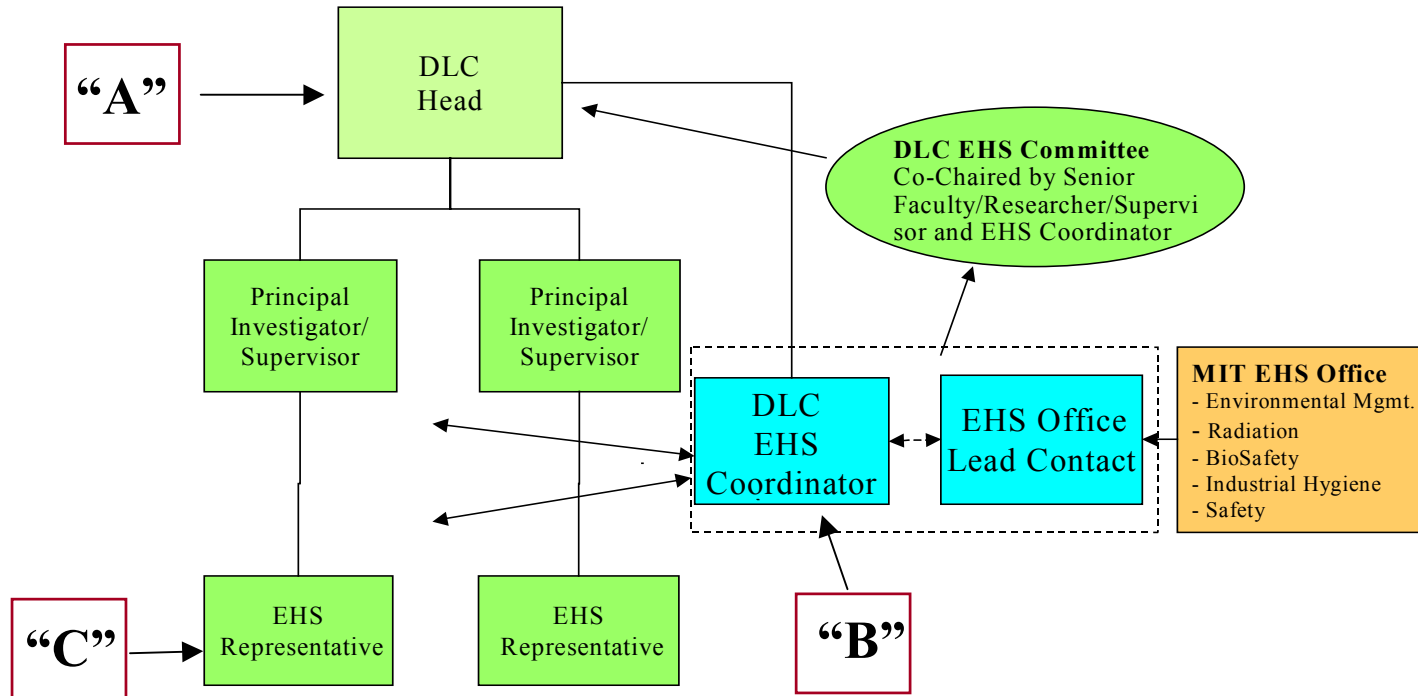 “A”
DLC
Head
DLC EHS Committee
Co-Chaired by Senior
Faculty/Researcher/Supervi
sor and EHS Coordinator
Principal
Investigator/
Supervisor
Principal
Investigator/
Supervisor
DLC
EHS
Coordinator
EHS Office
Lead Contact
MIT EHS Office
- Environmental Mgmt.
- Radiation
- BioSafety
- Industrial Hygiene
- Safety
“C”
EHS
Representative
EHS
Representative
“B”